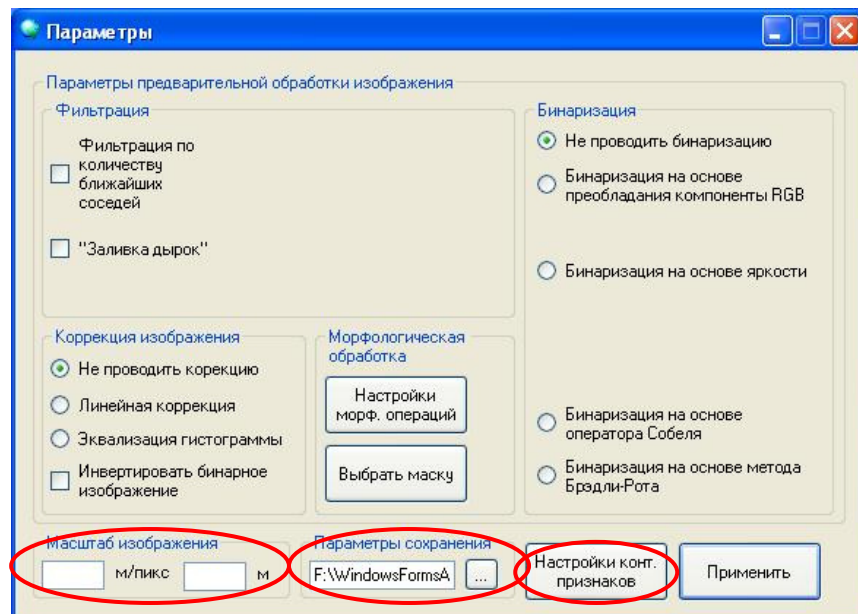 Параметры
Параметры предварительной обработки изображения
Фильтрация
Фильтрация по
количеству
ближайших
соседей
"Заливка дырок"
Бинаризация
Не проводить бинаризацию
Бинаризация на основе
преобладания компоненты RGB
Бинаризация на основе яркости
Бинаризация на основе
оператора Собеля
Бинаризация на основе метода
Брэдли-Рота
Коррекция изображения
Не проводить корекцию
Линейная коррекция
Эквализация гистограммы
Инвертировать бинарное
изображение
Морфологическая
обработка
Настройки
морф. операций
Выбрать маску
Масштаб изображения
м/пикс м
Параметры сохранения
F:\WindowsFormsA ...
Настройки конт.
признаков
Применить